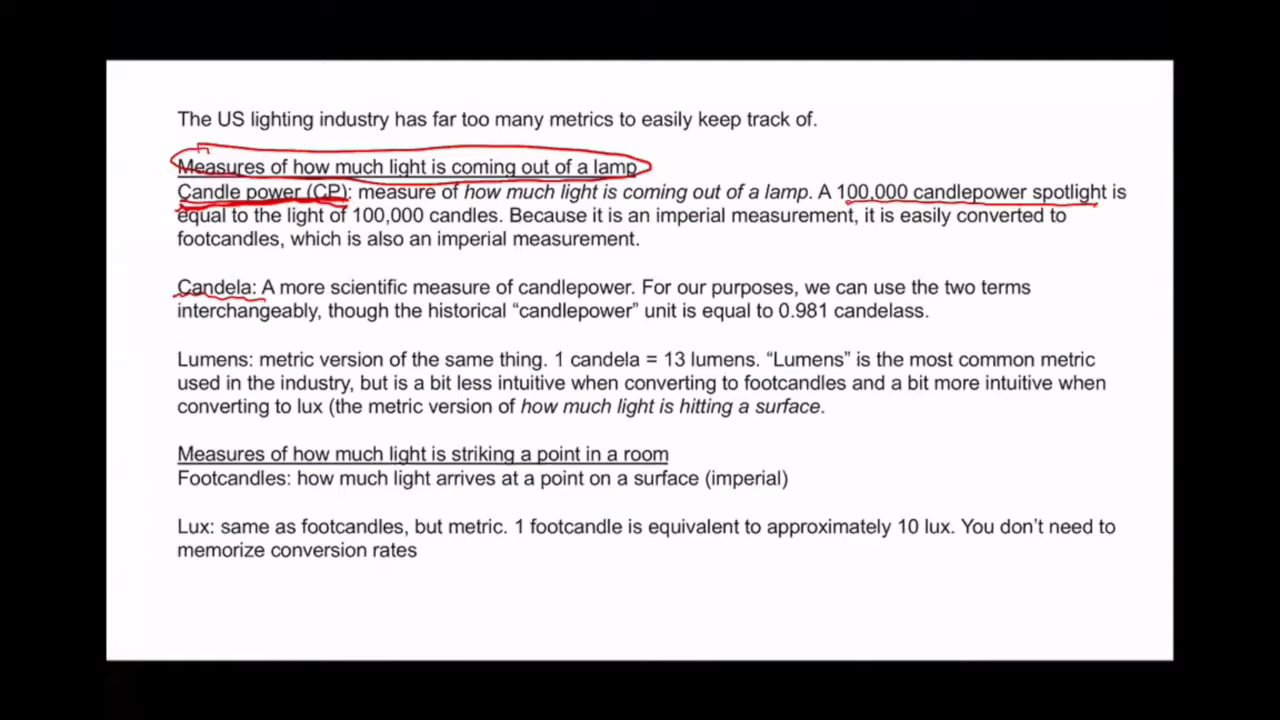 The US lighting industry has far too many metrics to easily keep track of.
Measures of how much light is coming out of a lamp
Candle power (CP): measure of how much light is coming out of a lamp. A 100,000 candlepower spotlight is
equal to the light of 100,000 candles. Because it is an imperial measurement, it is easily converted to
footcandles, which is also an imperial measurement.
Candela: A more scientific measure of candlepower. For our purposes, we can use the two terms
interchangeably, though the historical “candlepower” unit is equal to 0.981 candelass.
Lumens: metric version of the same thing. 1 candela = 13 lumens. “Lumens” is the most common metric
used in the industry, but is a bit less intuitive when converting to footcandles and a bit more intuitive when
converting to lux (the metric version of how much light is hitting a surface.
Measures of how much light is striking a point in a room
Footcandles: how much light arrives at a point on a surface (imperial)
Lux: same as footcandles, but metric. 1 footcandle is equivalent to approximately 10 lux. You don’t need to
memorize conversion rates